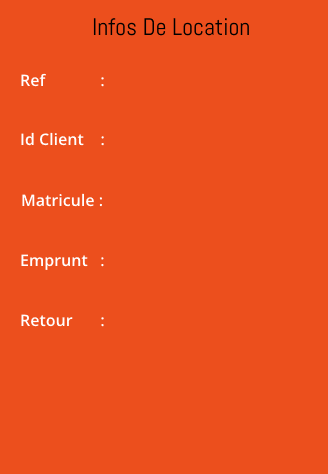 Infos De Location
Ref :
Id Client :
Matricule :
Emprunt :
Retour :